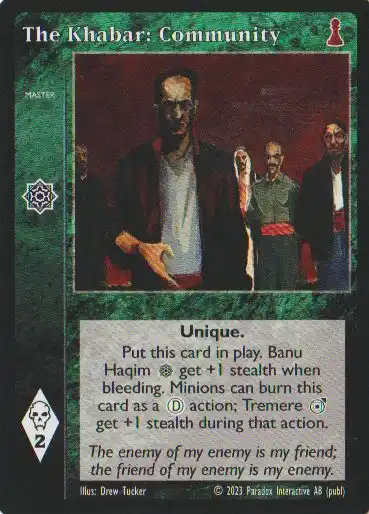 The Khabar: Community
MASTER
Unique.
Put this card in play. Banu
Haqim get +1 stealth when
bleeding. Minions can burn this
card as a D action; Tremere
get +1 stealth during that action.
2
The enemy of my enemy is my friend;
the friend of my enemy is my enemy.
Illus: Drew Tucker © 2023 Paradox Interactive AB (publ)